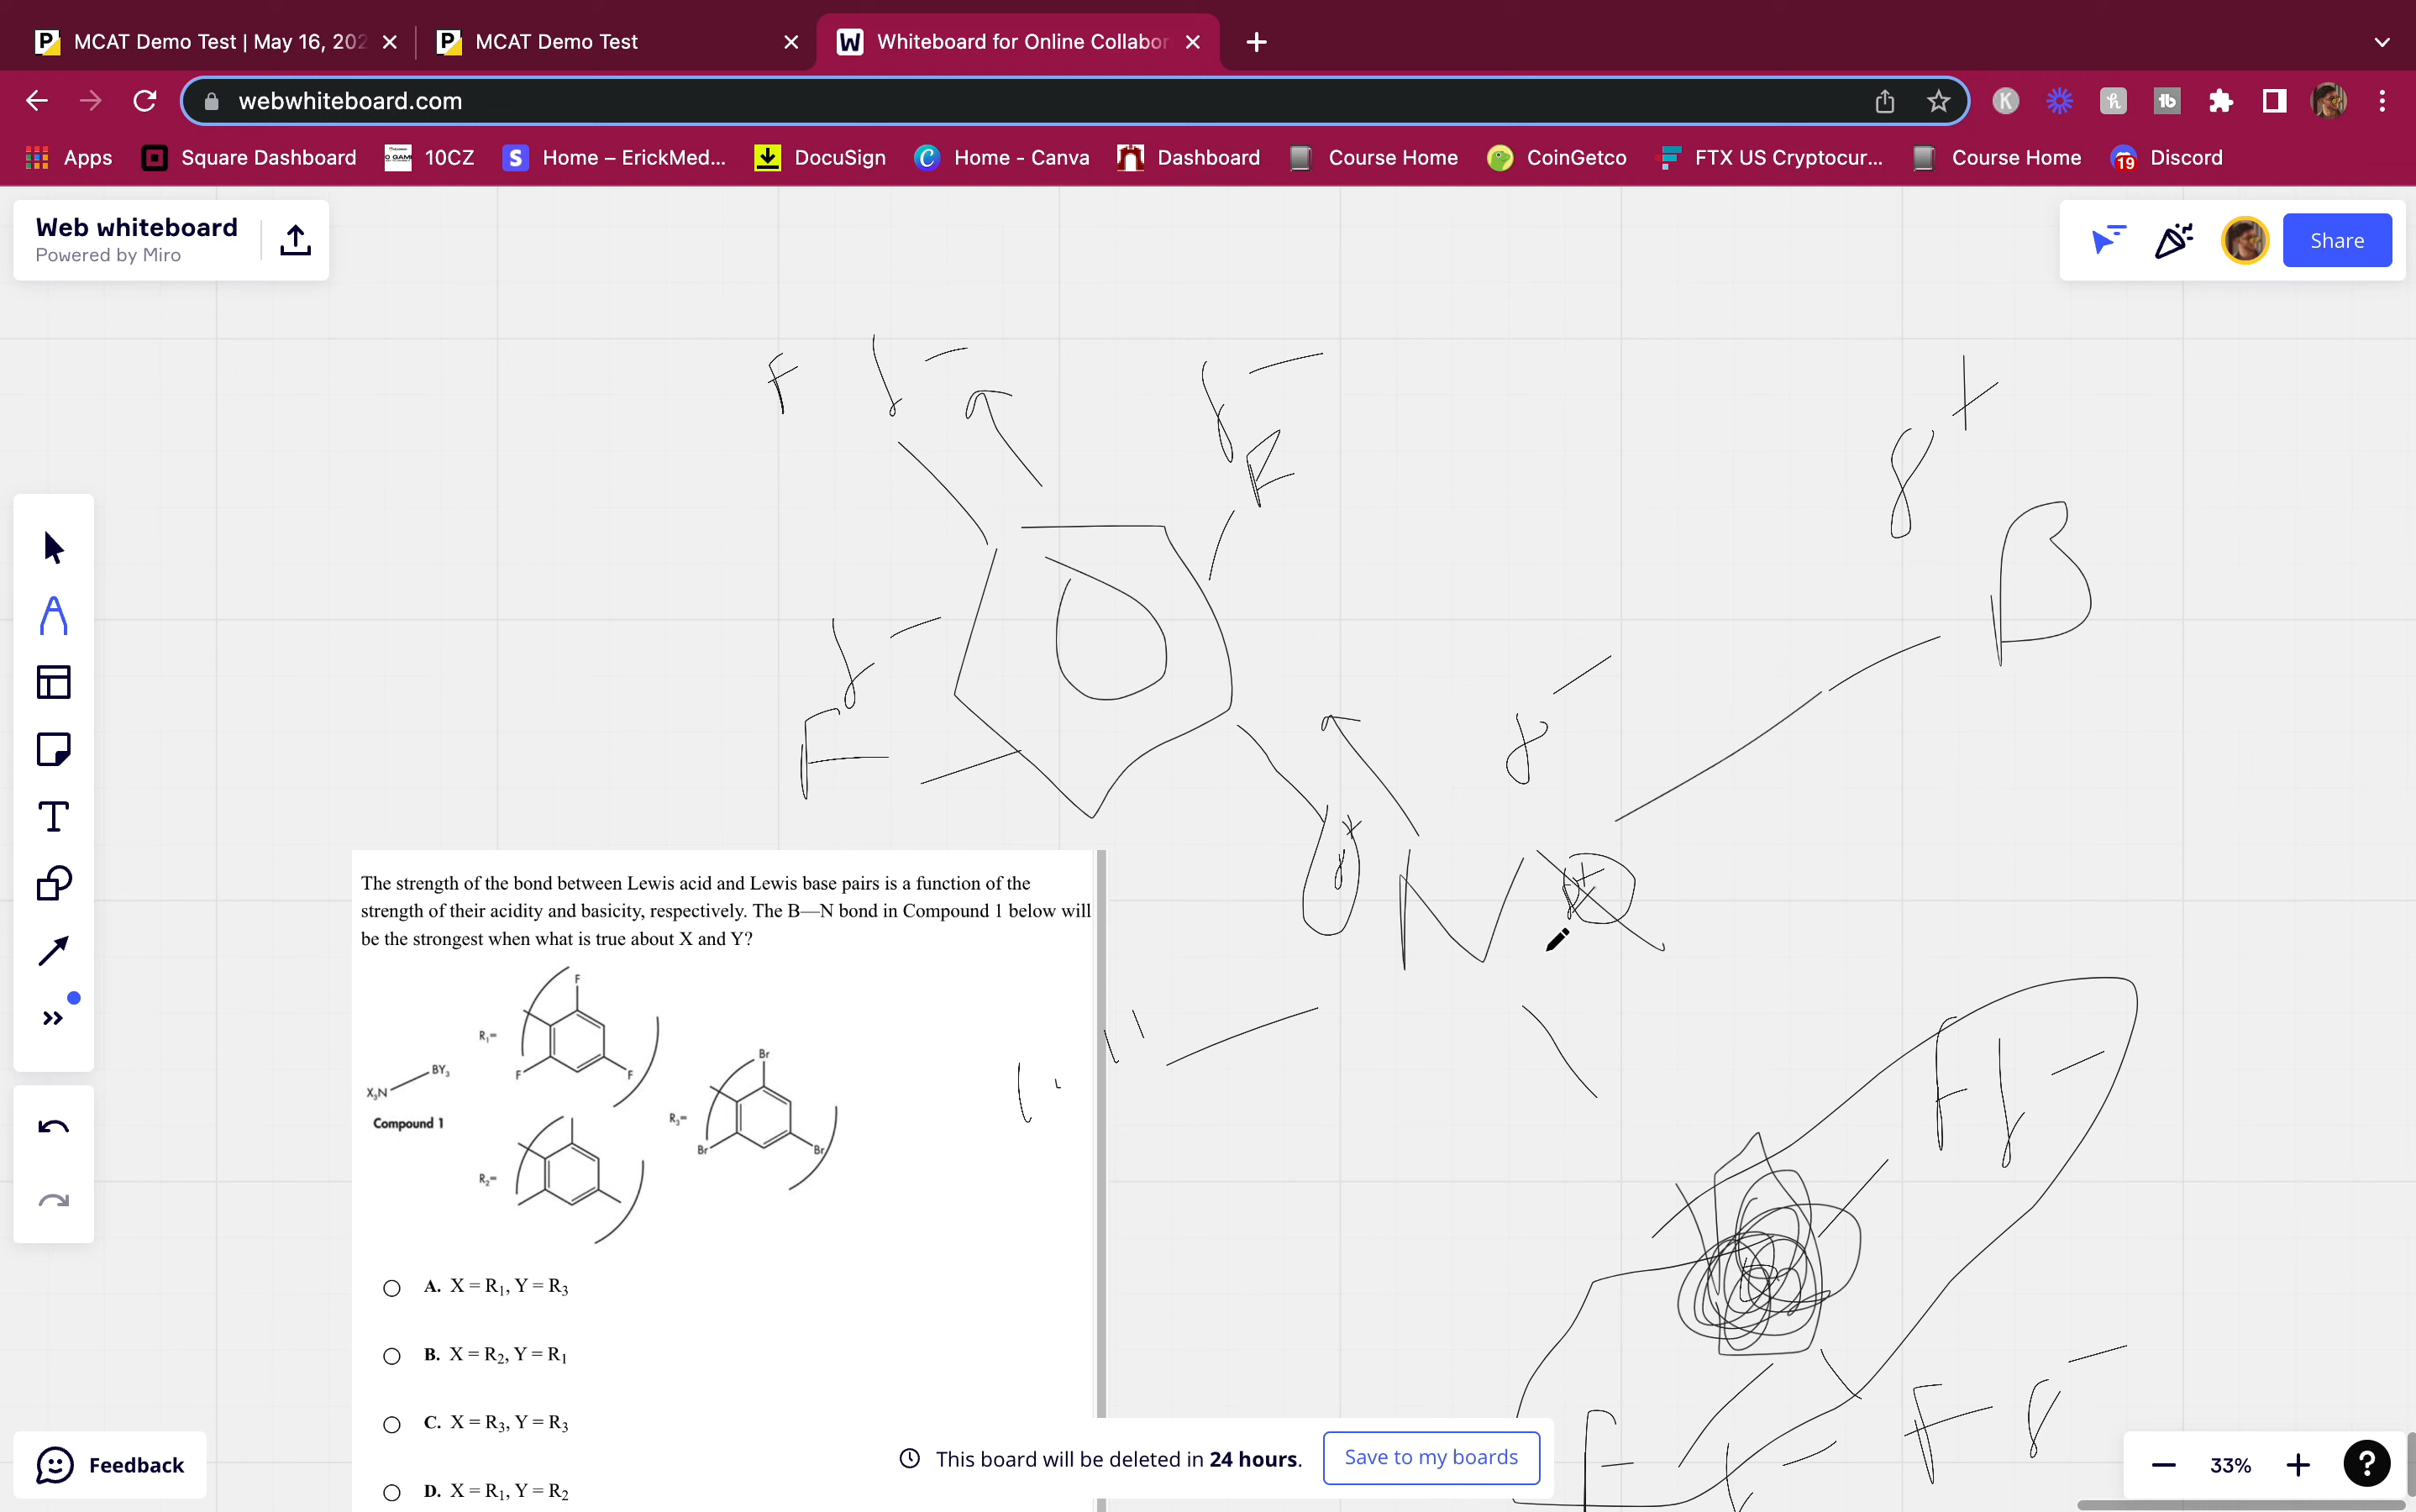 MCAT Demo Test | May 16, 202
MCAT Demo Test
Whiteboard for Online Collabor
webwhiteboard.com
Apps
Square Dashboard
10CZ
Home – ErickMed...
DocuSign
Home - Canva
Dashboard
Course Home
CoinGetco
FTX US Cryptocur...
Course Home
19
Discord
Web whiteboard
Powered by Miro
Share
F δ-
δ-
δ+
B
δ-
F
δ-
δ+
N
δ+
F δ-
F δ-
F
The strength of the bond between Lewis acid and Lewis base pairs is a function of the
strength of their acidity and basicity, respectively. The B—N bond in Compound 1 below will
be the strongest when what is true about X and Y?
X₃N
BY₃
Compound 1
R₁=
F
F
F
R₂=
R₃=
Br
Br
Br
A. X = R₁, Y = R₃
B. X = R₂, Y = R₁
C. X = R₃, Y = R₃
D. X = R₁, Y = R₂
Feedback
This board will be deleted in 24 hours.
Save to my boards
33%
?